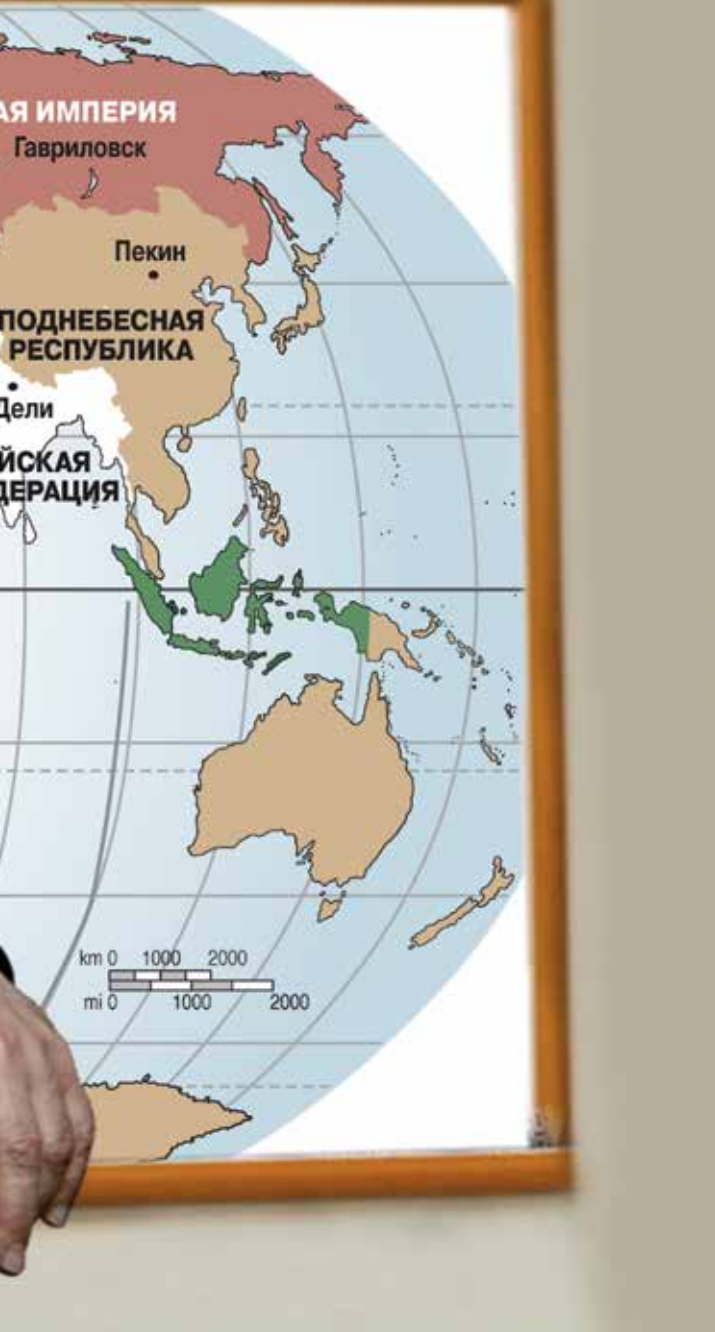 АЯ ИМПЕРИЯ
Гавриловск
Пекин
ПОДНЕБЕСНАЯ
РЕСПУБЛИКА
Дели
ЙСКАЯ
ДЕРАЦИЯ
km 0 1000 2000
mi 0 1000 2000